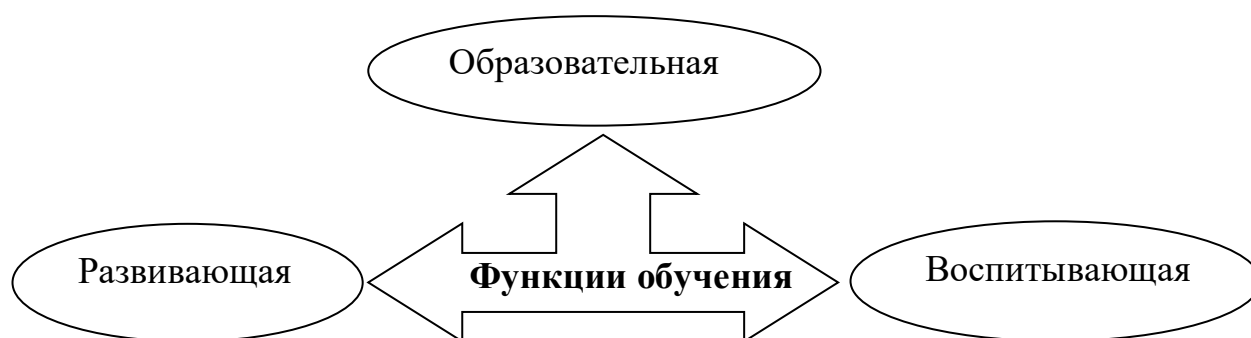 Образовательная
Развивающая
Функции обучения
Воспитывающая